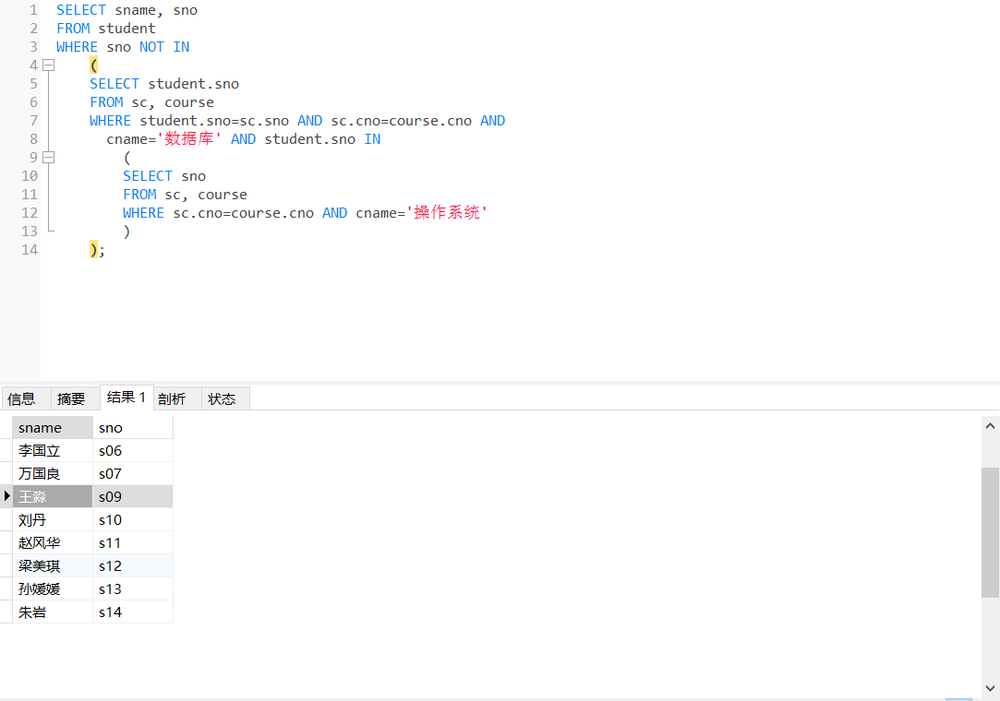 1 SELECT sname, sno
2 FROM student
3 WHERE sno NOT IN
4 (
5 SELECT student.sno
6 FROM sc, course
7 WHERE student.sno=sc.sno AND sc.cno=course.cno AND
8 cname='数据库' AND student.sno IN
9 (
10 SELECT sno
11 FROM sc, course
12 WHERE sc.cno=course.cno AND cname='操作系统'
13 )
14 );
信息 摘要 结果 1 剖析 状态
sname sno
李国立 s06
万国良 s07
王淼 s09
刘丹 s10
赵风华 s11
梁美琪 s12
孙媛媛 s13
朱岩 s14